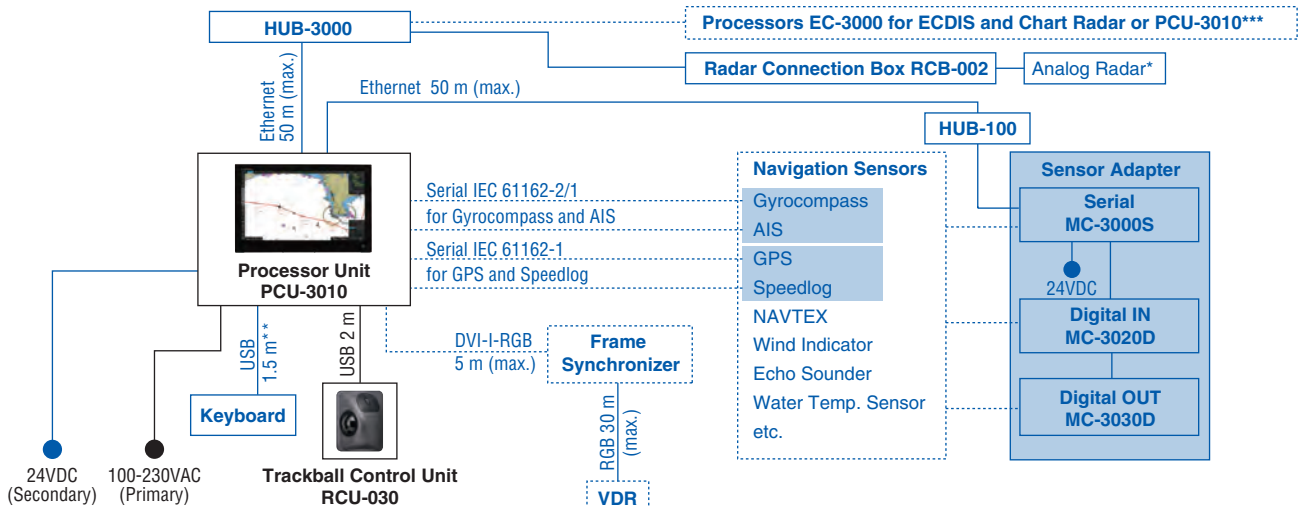 HUB-3000
Processors EC-3000 for ECDIS and Chart Radar or PCU-3010***
Radar Connection Box RCB-002
Analog Radar*
Ethernet
50 m (max.)
Ethernet 50 m (max.)
HUB-100
Processor Unit
PCU-3010
Serial IEC 61162-2/1
for Gyrocompass and AIS
Serial IEC 61162-1
for GPS and Speedlog
Navigation Sensors
Gyrocompass
AIS
GPS
Speedlog
NAVTEX
Wind Indicator
Echo Sounder
Water Temp. Sensor
etc.
Sensor Adapter
Serial
MC-3000S
24VDC
Digital IN
MC-3020D
Digital OUT
MC-3030D
USB
1.5 m* *
USB 2 m
DVI-I-RGB
5 m (max.)
Frame
Synchronizer
Keyboard
RGB 30 m
(max.)
VDR
24VDC
(Secondary)
100-230VAC
(Primary)
Trackball Control Unit
RCU-030